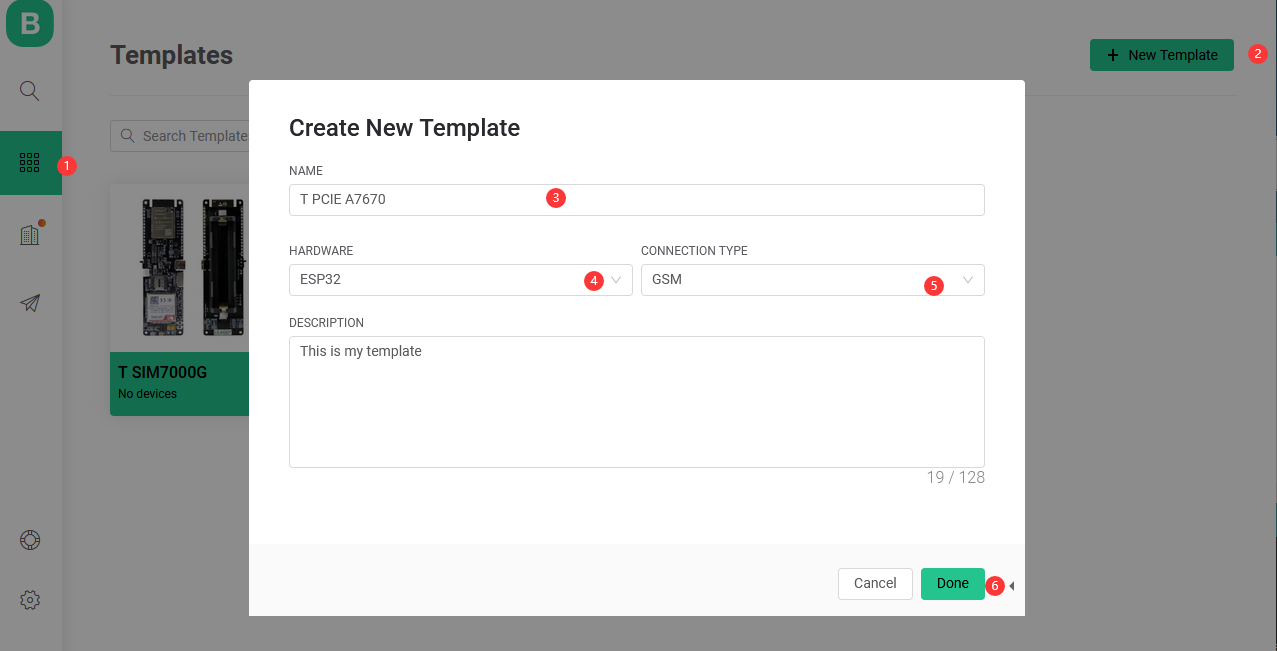 B
Templates
+ New Template
2
Search Template
1
T SIM7000G
No devices
Create New Template
NAME
T PCIE A7670
3
HARDWARE
CONNECTION TYPE
ESP32
4
GSM
5
DESCRIPTION
This is my template
19 / 128
Cancel
Done
6